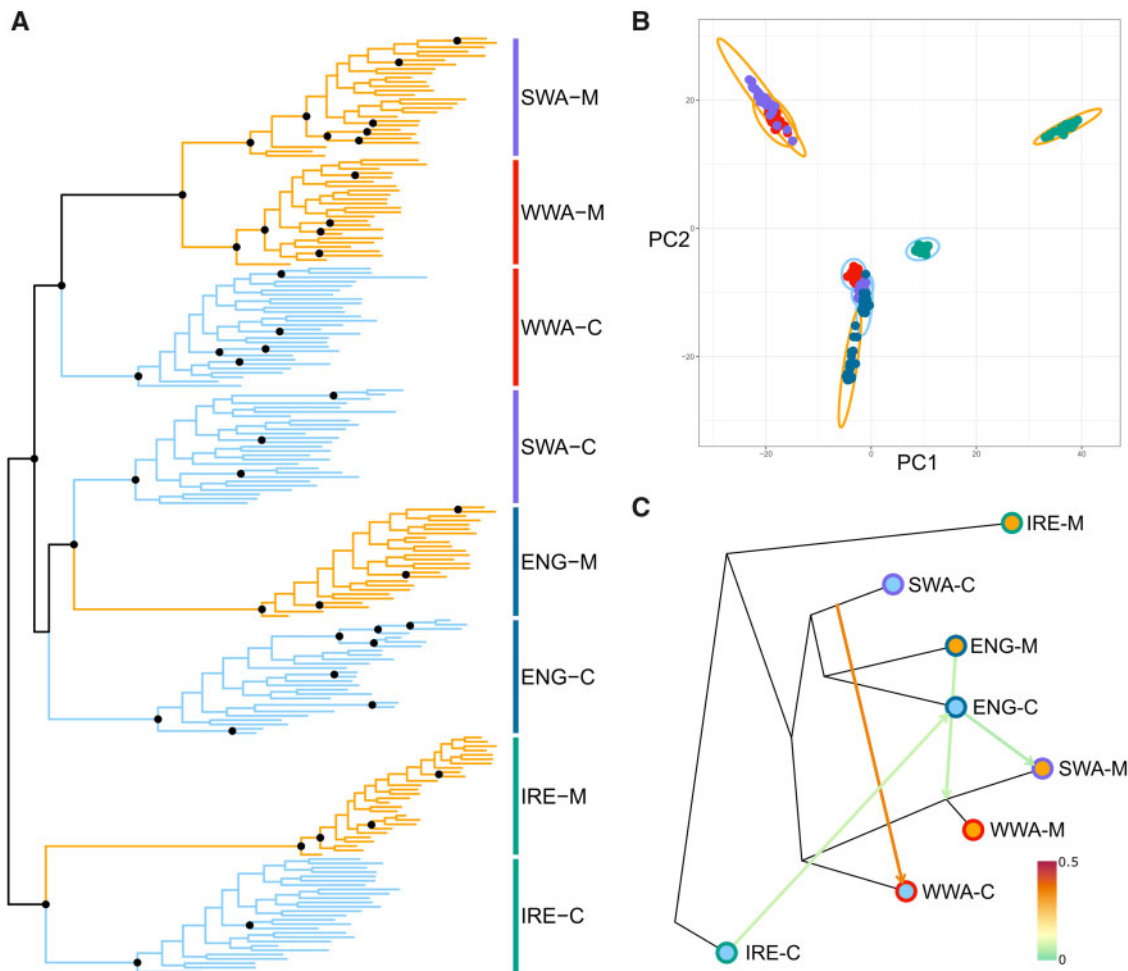 A
SWA−M
WWA−M
WWA−C
SWA−C
ENG−M
ENG−C
IRE−M
IRE−C
B
PC2
20
0
−20
−20
0
20
40
PC1
C
IRE-M
SWA-C
ENG-M
ENG-C
SWA-M
WWA-M
WWA-C
IRE-C
0.5
0